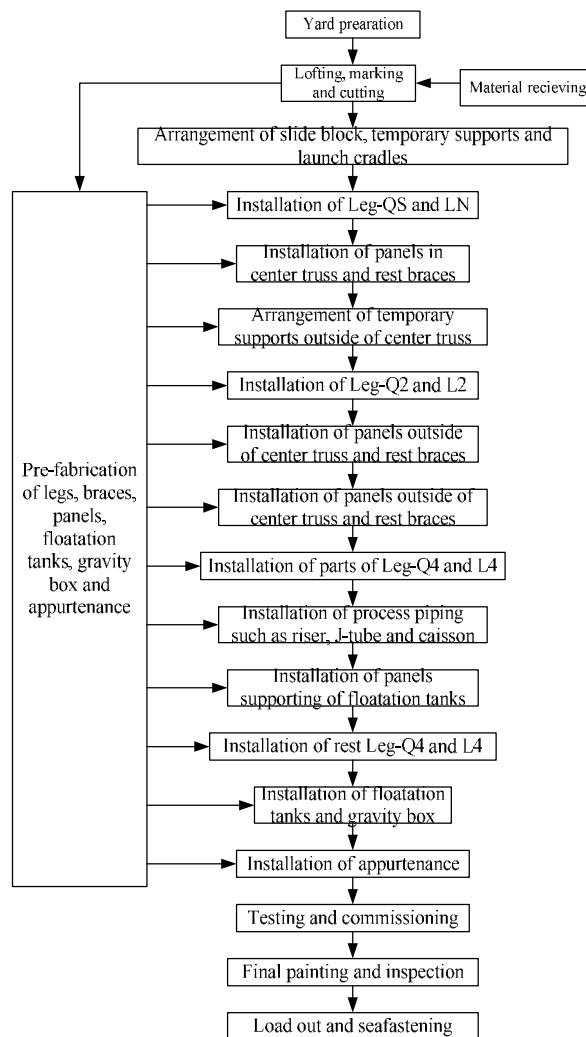 Yard prearation
Lofting, marking
and cutting
Material recieving
Arrangement of slide block, temporary supports and
launch cradles
Installation of Leg-QS and LN
Installation of panels in
center truss and rest braces
Arrangement of temporary
supports outside of center truss
Installation of Leg-Q2 and L2
Installation of panels outside
of center truss and rest braces
Pre-fabrication
of legs, braces,
panels,
floatation
tanks, gravity
box and
appurtenance
Installation of panels outside of
center truss and rest braces
Installation of parts of Leg-Q4 and L4
Installation of process piping
such as riser, J-tube and caisson
Installation of panels
supporting of floatation tanks
Installation of rest Leg-Q4 and L4
Installation of floatation
tanks and gravity box
Installation of appurtenance
Testing and commissioning
Final painting and inspection
Load out and seafastening